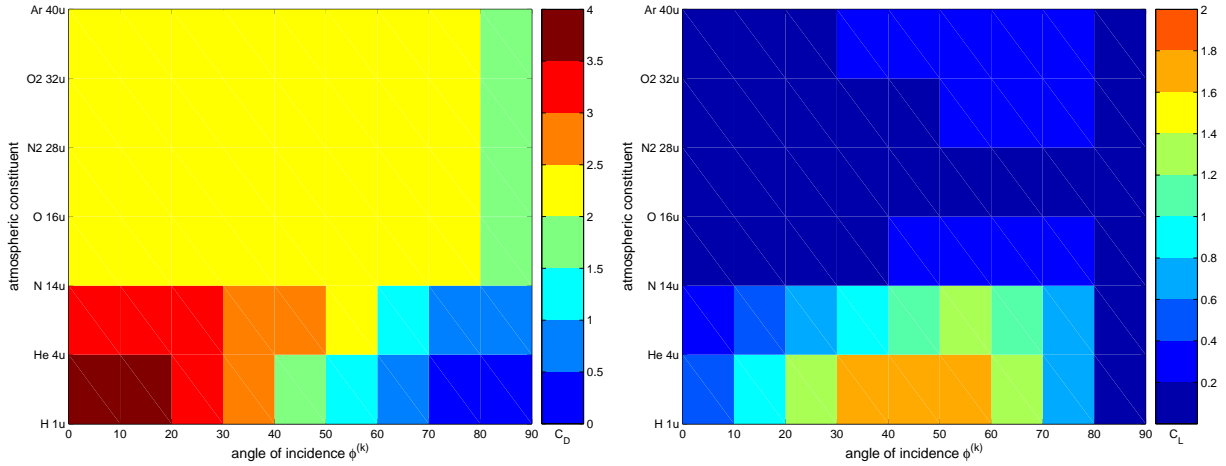 Ar 40u
O2 32u
N2 28u
O 16u
N 14u
He 4u
H 1u
atmospheric constituent
0 10 20 30 40 50 60 70 80 90
angle of incidence ϕ^(k)
4
3.5
3
2.5
2
1.5
1
0.5
0
C_D
Ar 40u
O2 32u
N2 28u
O 16u
N 14u
He 4u
H 1u
atmospheric constituent
0 10 20 30 40 50 60 70 80 90
angle of incidence ϕ^(k)
2
1.8
1.6
1.4
1.2
1
0.8
0.6
0.4
0.2
C_L